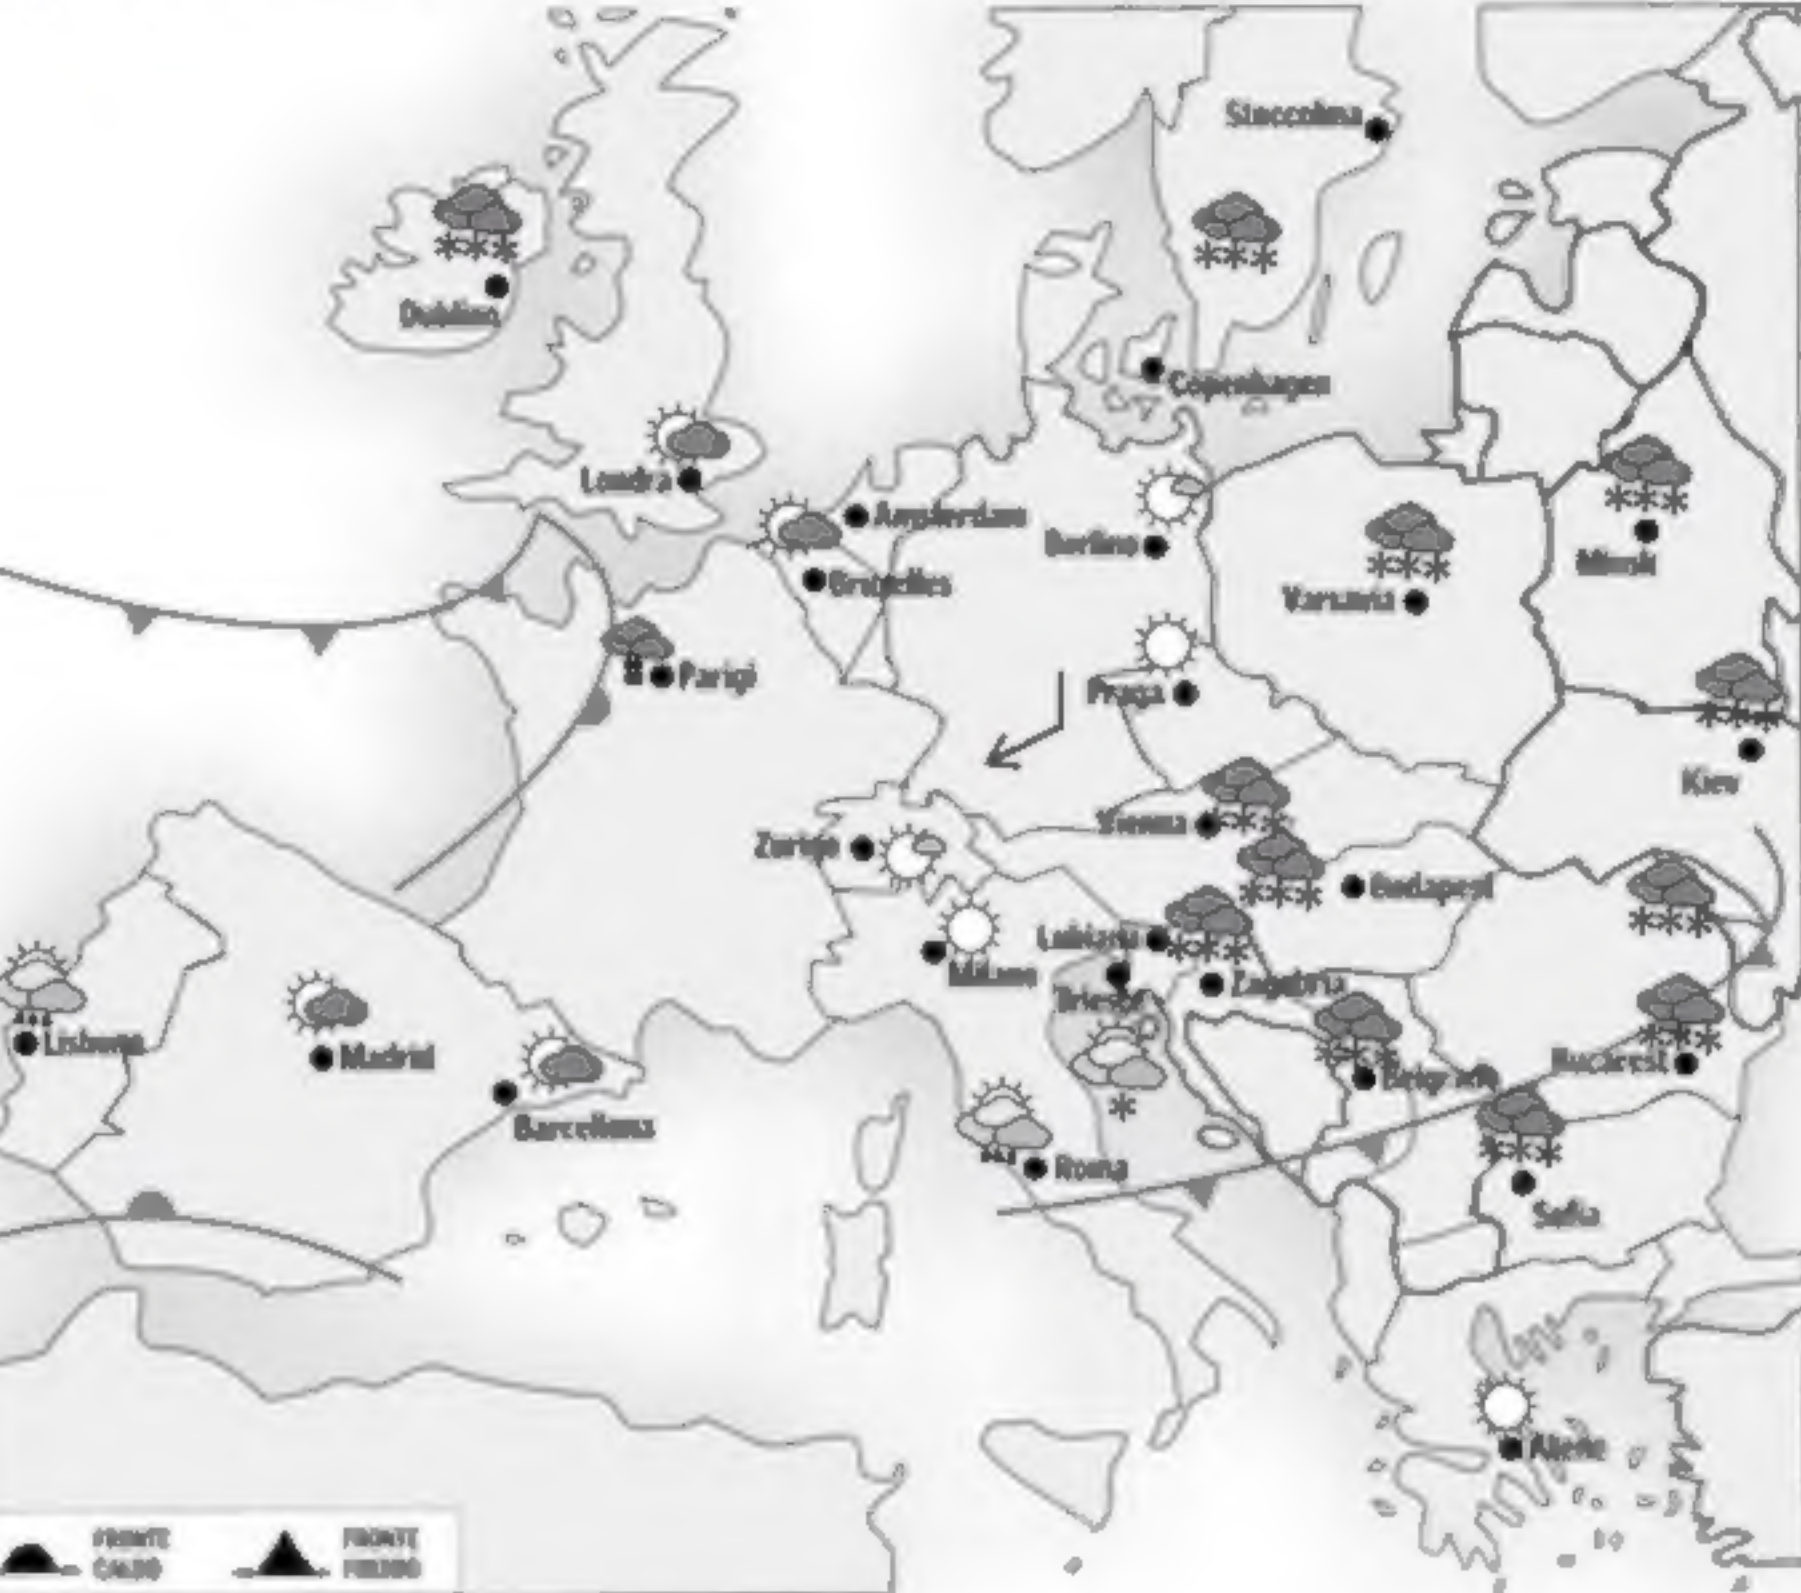 Stoccolma
Dublino
Copenhagen
Londra
Amsterdam
Berlino
Bruxelles
Minsk
Varsavia
Parigi
Praga
Kiev
Vienna
Zurigo
Budapest
Lubiana
Milano
Zagabria
Trieste
Lisbona
Madrid
Belgrado
Bucarest
Barcellona
Roma
Sofia
Atene
FRONTE
CALDO
FRONTE
FREDDO